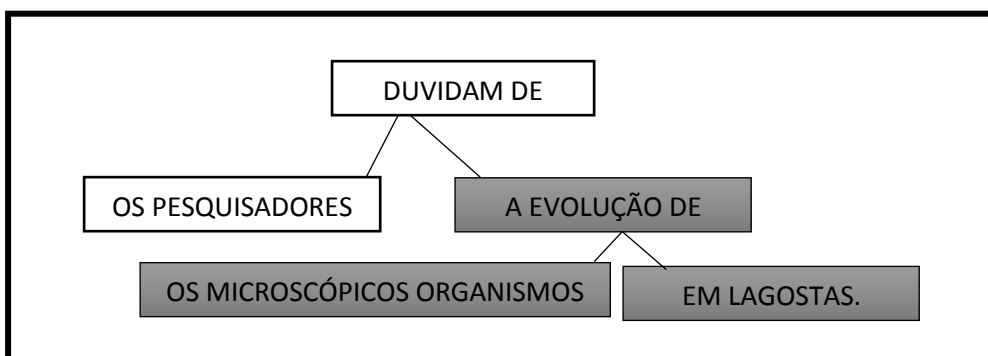 DUVIDAM DE
OS PESQUISADORES
A EVOLUÇÃO DE
OS MICROSCÓPICOS ORGANISMOS
EM LAGOSTAS.